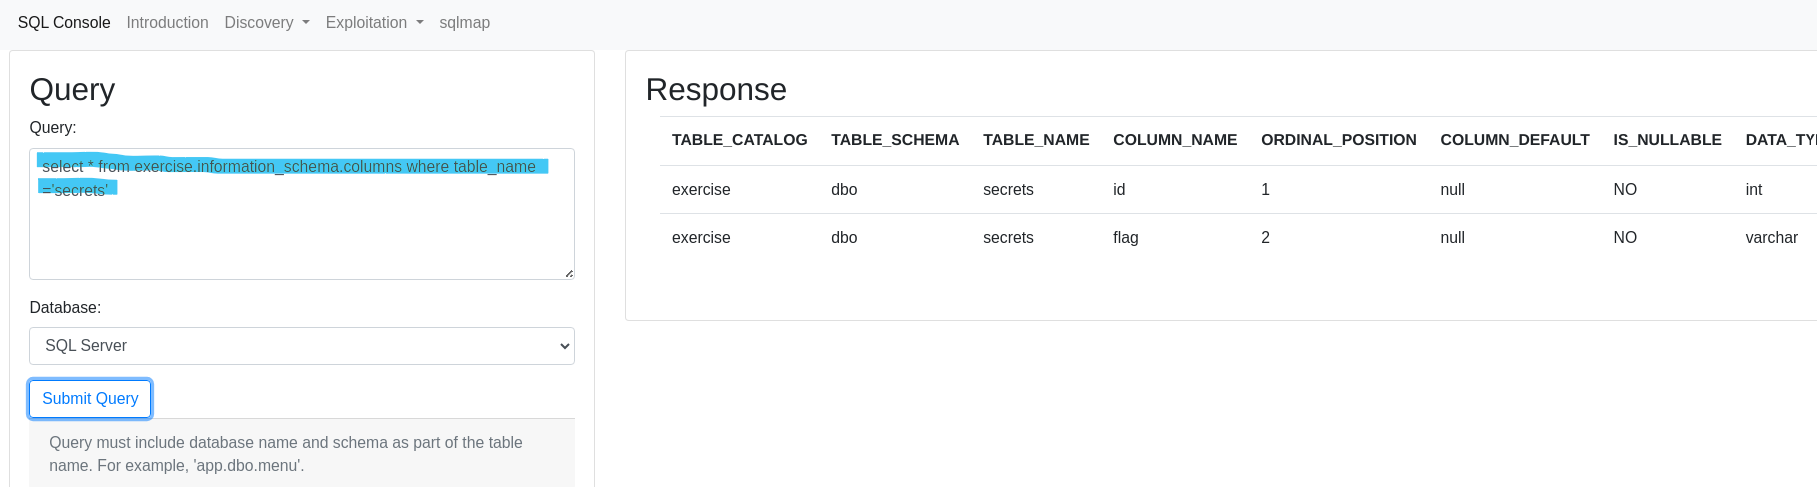 SQL Console Introduction Discovery Exploitation sqlmap
Query
Query:
select * from exercise.information_schema.columns where table_name
='secrets'
Database:
SQL Server
Submit Query
Query must include database name and schema as part of the table
name. For example, 'app.dbo.menu'.
Response
TABLE_CATALOG TABLE_SCHEMA TABLE_NAME COLUMN_NAME ORDINAL_POSITION COLUMN_DEFAULT IS_NULLABLE DATA_TY
exercise dbo secrets id 1 null NO int
exercise dbo secrets flag 2 null NO varchar